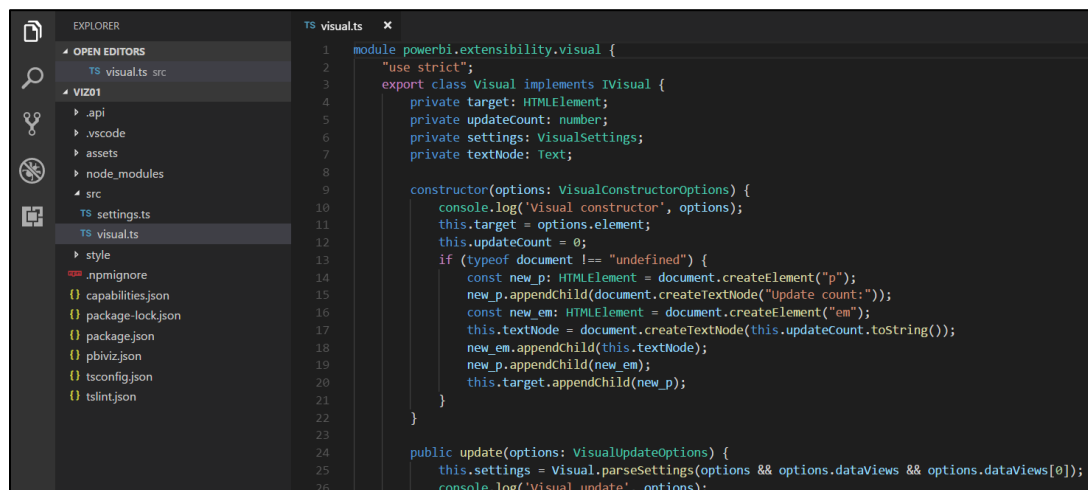 EXPLORER
OPEN EDITORS
TS visual.ts src
VIZ01
.api
.vscode
assets
node_modules
src
TS settings.ts
TS visual.ts
style
npm .npmignore
{} capabilities.json
{} package-lock.json
{} package.json
{} pbiviz.json
{} tsconfig.json
{} tslint.json
TS visual.ts ×
1 module powerbi.extensibility.visual {
2 "use strict";
3 export class Visual implements IVisual {
4 private target: HTMLElement;
5 private updateCount: number;
6 private settings: VisualSettings;
7 private textNode: Text;
8
9 constructor(options: VisualConstructorOptions) {
10 console.log('Visual constructor', options);
11 this.target = options.element;
12 this.updateCount = 0;
13 if (typeof document !== "undefined") {
14 const new_p: HTMLElement = document.createElement("p");
15 new_p.appendChild(document.createTextNode("Update count:"));
16 const new_em: HTMLElement = document.createElement("em");
17 this.textNode = document.createTextNode(this.updateCount.toString());
18 new_em.appendChild(this.textNode);
19 new_p.appendChild(new_em);
20 this.target.appendChild(new_p);
21 }
22 }
23
24 public update(options: VisualUpdateOptions) {
25 this.settings = Visual.parseSettings(options && options.dataViews && options.dataViews[0]);
26 console.log('Visual update', options);